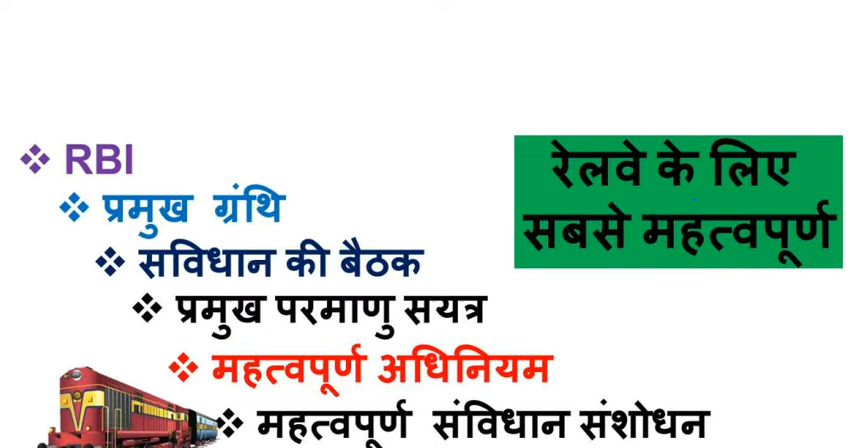 RBI
रेलवे के लिए
सबसे महत्वपूर्ण
प्रमुख ग्रंथि
सविधान की बैठक
प्रमुख परमाणु सयत्र
महत्वपूर्ण अधिनियम
महत्वपूर्ण संविधान संशोधन